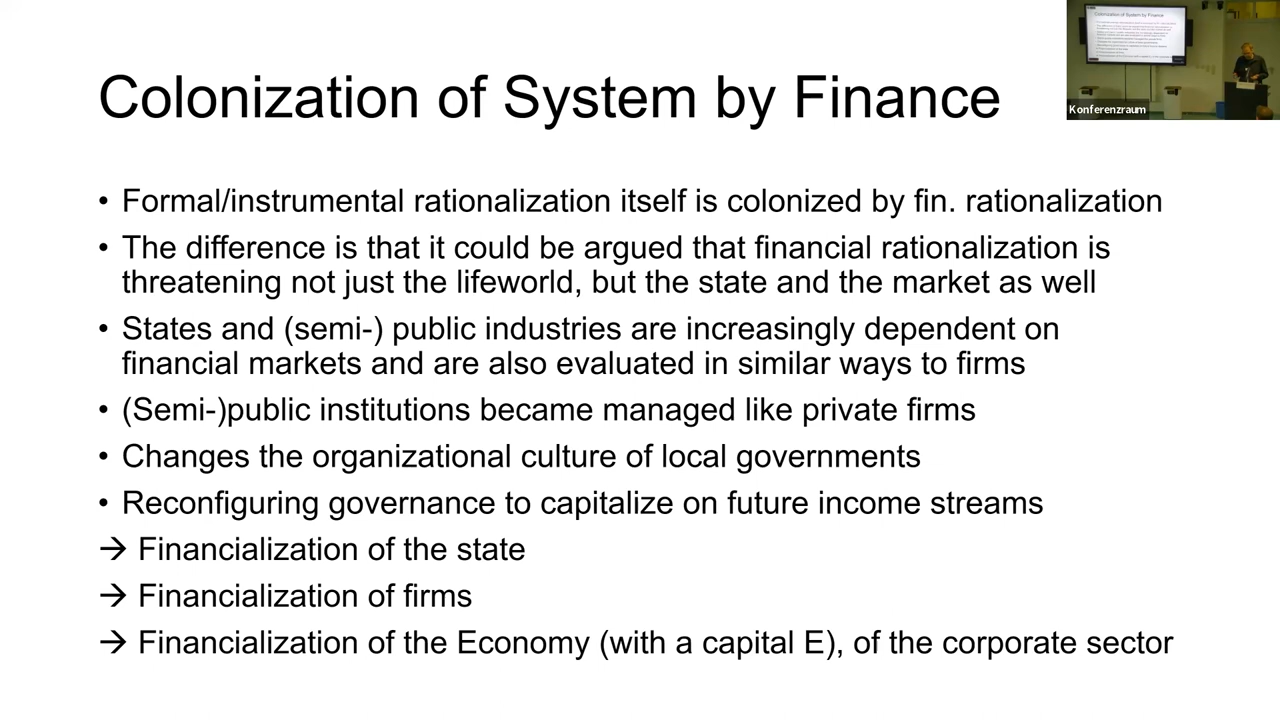 Colonization of System by Finance
Colonization of System by Finance
Konferenzraum
• Formal/instrumental rationalization itself is colonized by fin. rationalization
• The difference is that it could be argued that financial rationalization is
threatening not just the lifeworld, but the state and the market as well
• States and (semi-) public industries are increasingly dependent on
financial markets and are also evaluated in similar ways to firms
• (Semi-)public institutions became managed like private firms
• Changes the organizational culture of local governments
• Reconfiguring governance to capitalize on future income streams
→ Financialization of the state
→ Financialization of firms
→ Financialization of the Economy (with a capital E), of the corporate sector